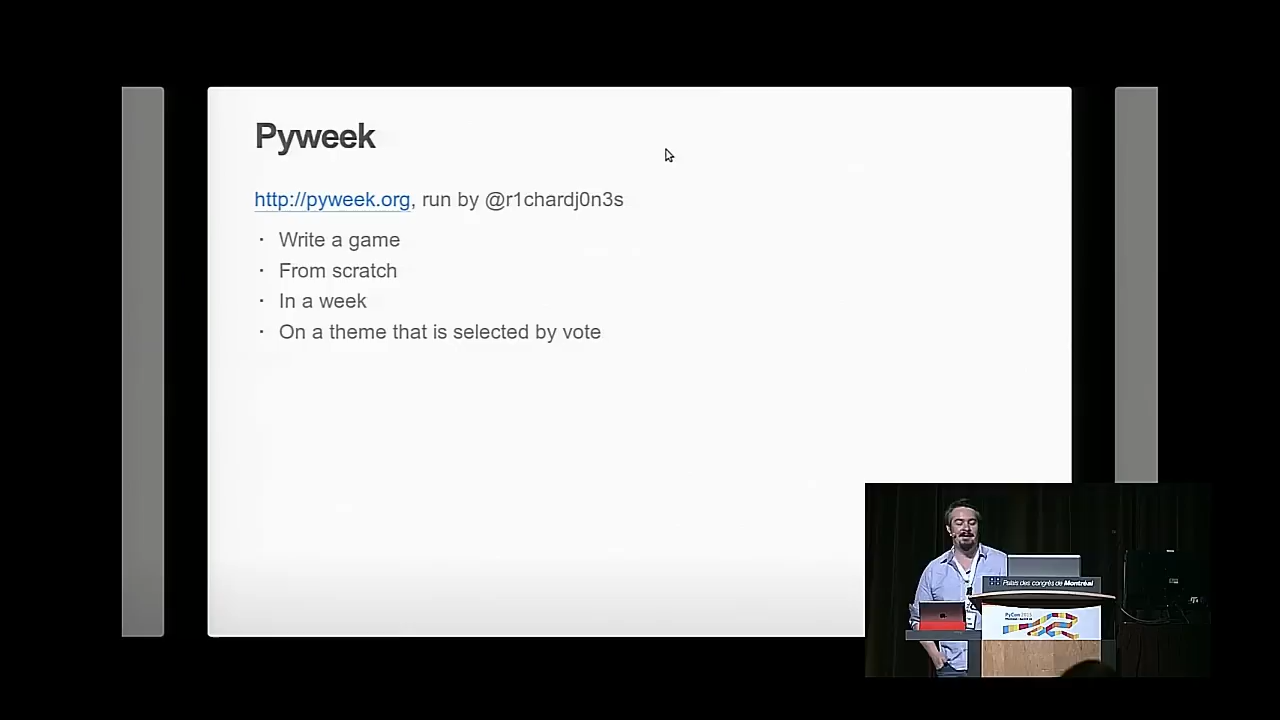 Pyweek
http://pyweek.org, run by @r1chardj0n3s
· Write a game
· From scratch
· In a week
· On a theme that is selected by vote
Palais des congrès de Montréal
PyCon 2015